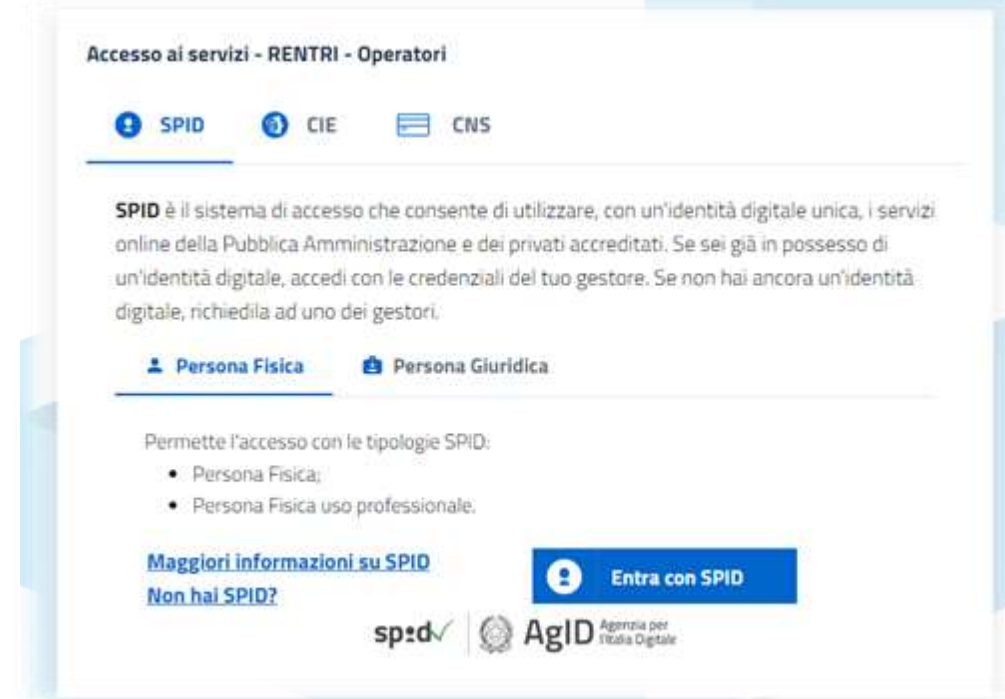 Accesso ai servizi - RENTRI - Operatori
SPID CIE CNS
SPID è il sistema di accesso che consente di utilizzare, con un'identità digitale unica, i servizi
online della Pubblica Amministrazione e dei privati accreditati. Se sei già in possesso di
un'identità digitale, accedi con le credenziali del tuo gestore. Se non hai ancora un'identità
digitale, richiedila ad uno dei gestori.
Persona Fisica Persona Giuridica
Permette l'accesso con le tipologie SPID:
• Persona Fisica;
• Persona Fisica uso professionale.
Maggiori informazioni su SPID
Entra con SPID
Non hai SPID?
spid AgID Agenzia per
l'Italia Digitale